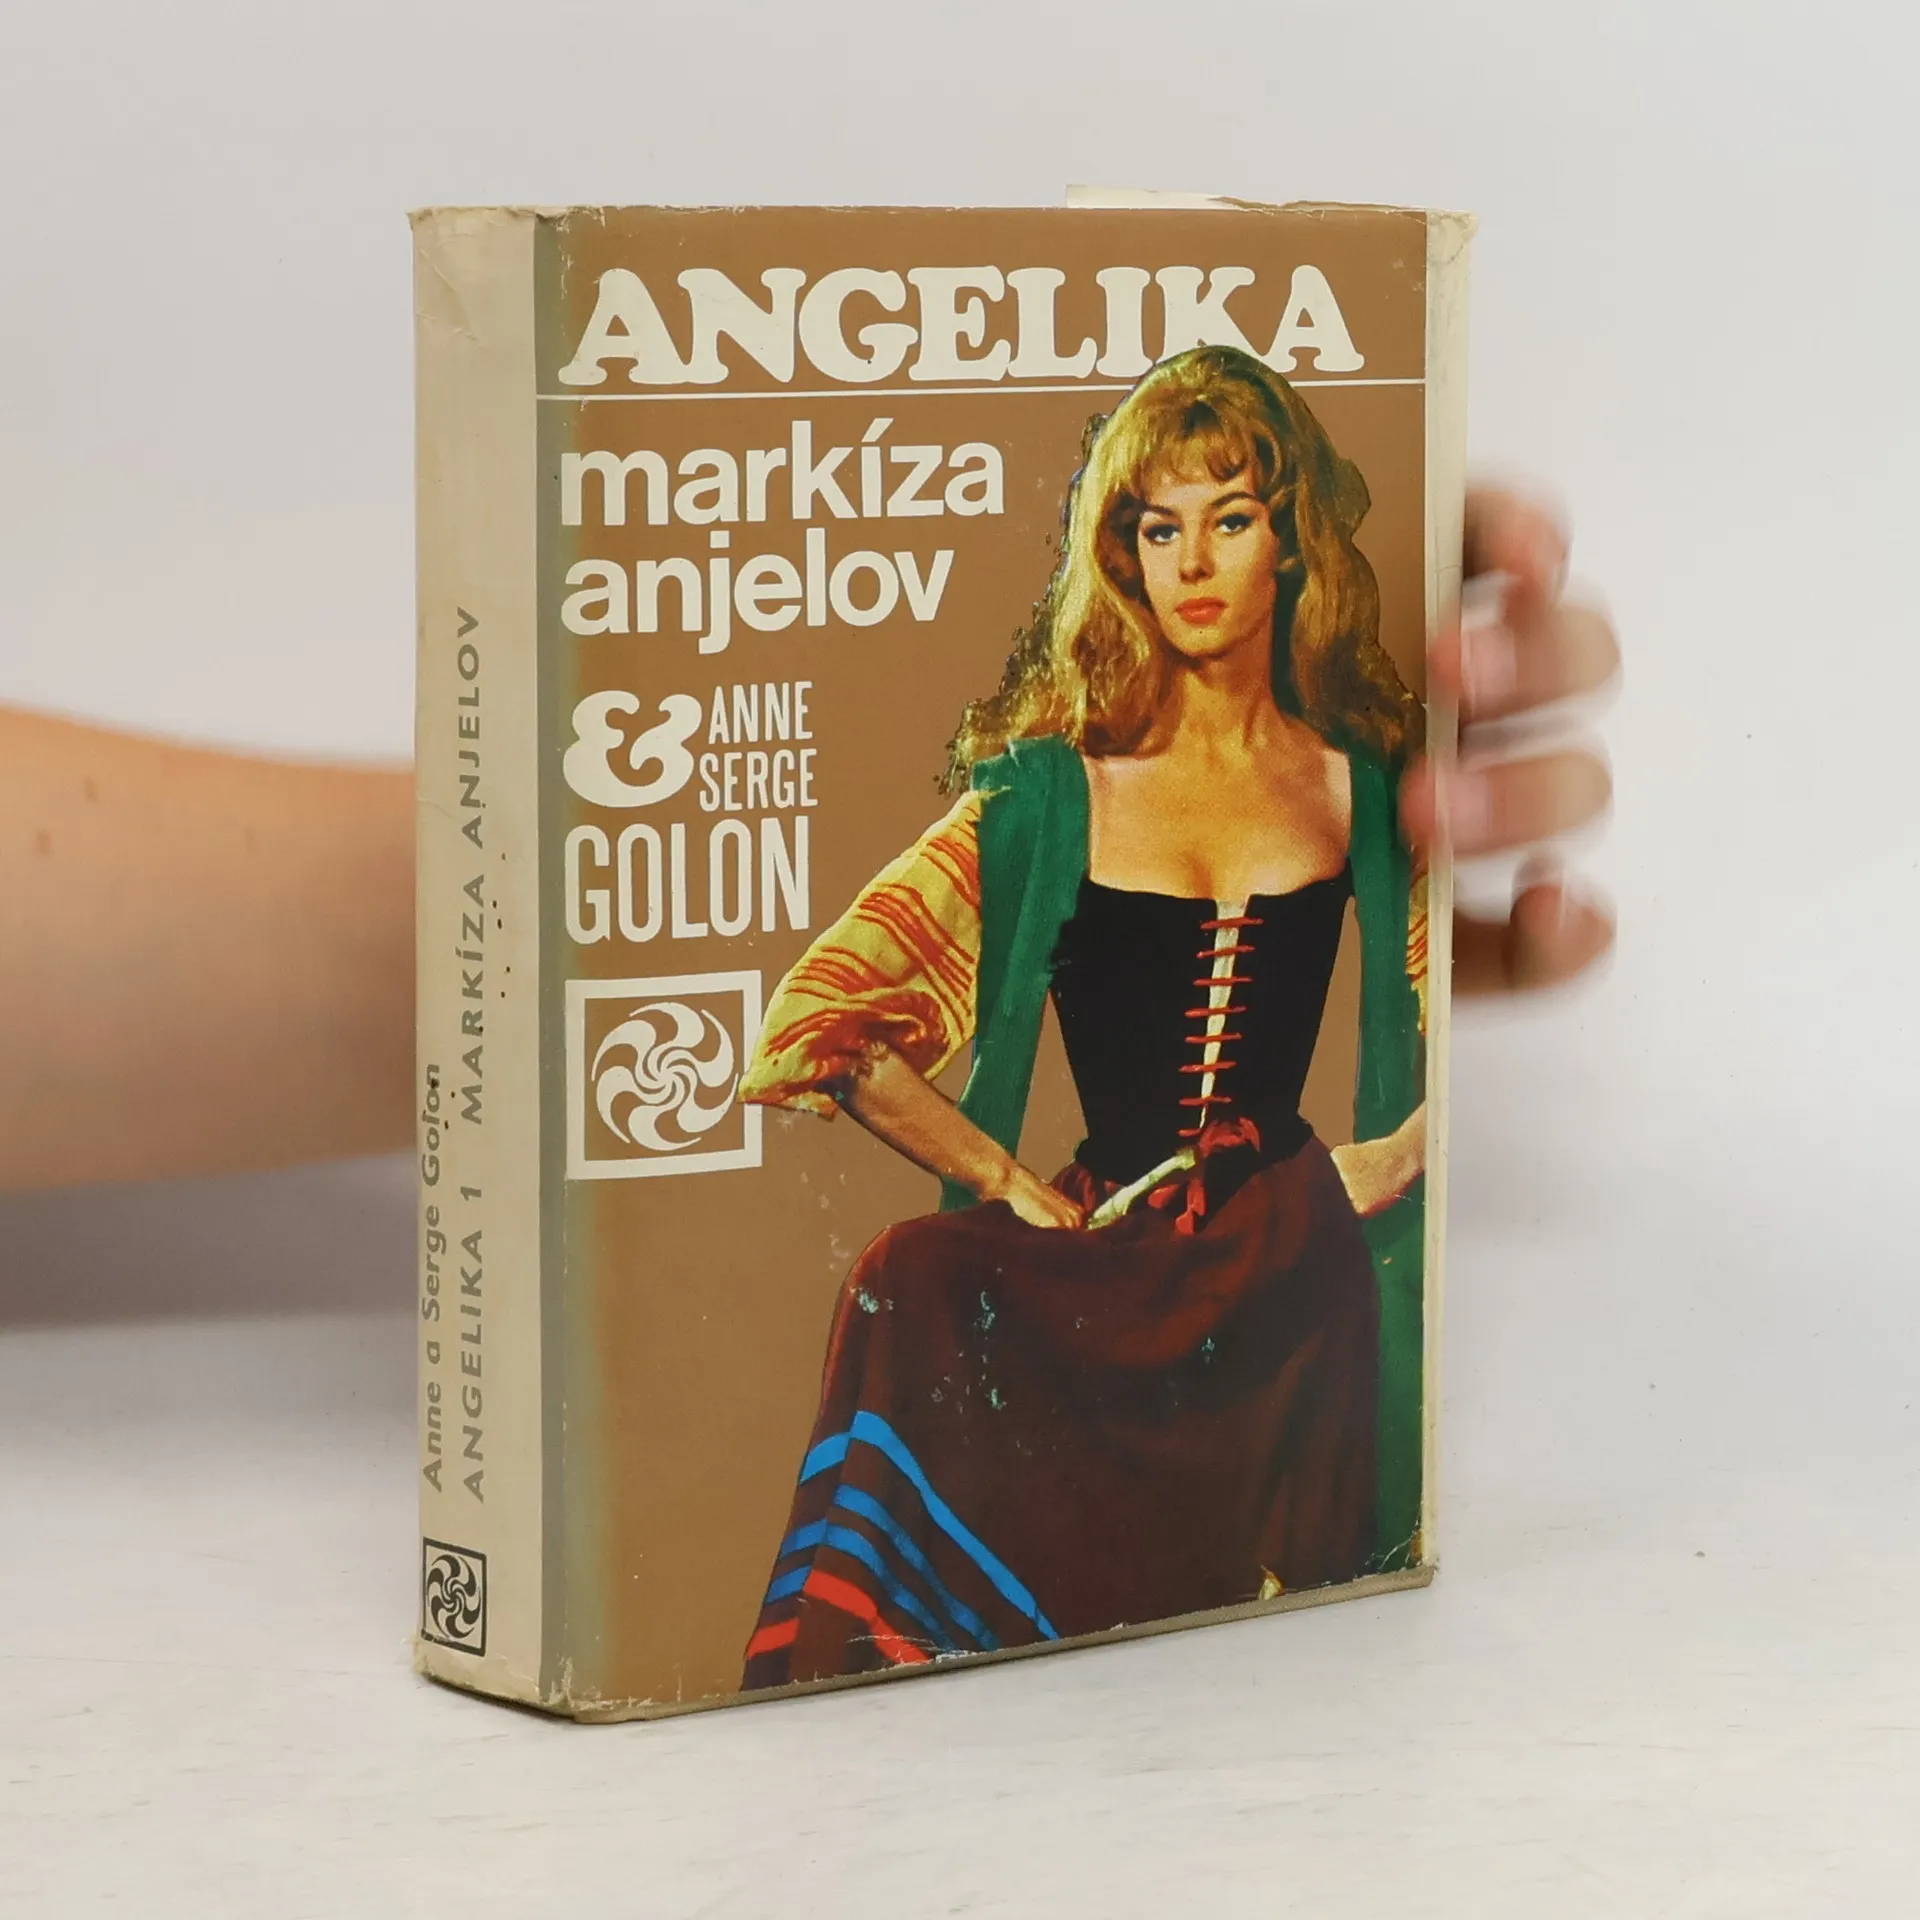 ANGELIKA
markíza
anjelov
& ANNE
SERGE
GOLON
Anne a Serge Golon
ANGELIKA 1 MARKÍZA ANJELOV